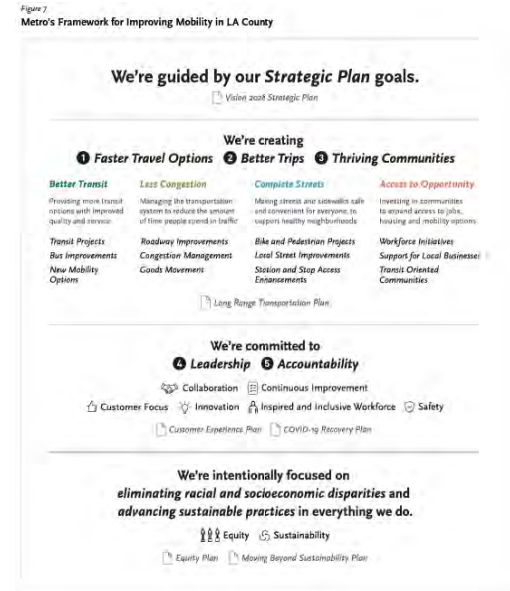 Figure 7
Metro's Framework for Improving Mobility in LA County
We're guided by our Strategic Plan goals.
Vision 2028 Strategic Plan
We're creating
1 Faster Travel Options 2 Better Trips 3 Thriving Communities
Better Transit
Providing more transit
options with improved
quality and service
Transit Projects
Bus Improvements
New Mobility
Options
Less Congestion
Managing the transportation
system to reduce the amount
of time people spend in traffic
Roadway Improvements
Congestion Management
Goods Movement
Complete Streets
Making streets and sidewalks safe
and convenient for everyone, to
support healthy neighborhoods
Bike and Pedestrian Projects
Local Street Improvements
Station and Stop Access
Enhancements
Access to Opportunity
Investing in communities
to expand access to jobs,
housing and mobility options
Workforce Initiatives
Support for Local Businesses
Transit Oriented
Communities
Long Range Transportation Plan
We're committed to
4 Leadership 5 Accountability
Collaboration Continuous Improvement
Customer Focus Innovation Inspired and Inclusive Workforce Safety
Customer Experience Plan COVID-19 Recovery Plan
We're intentionally focused on
eliminating racial and socioeconomic disparities and
advancing sustainable practices in everything we do.
Equity Sustainability
Equity Plan Moving Beyond Sustainability Plan